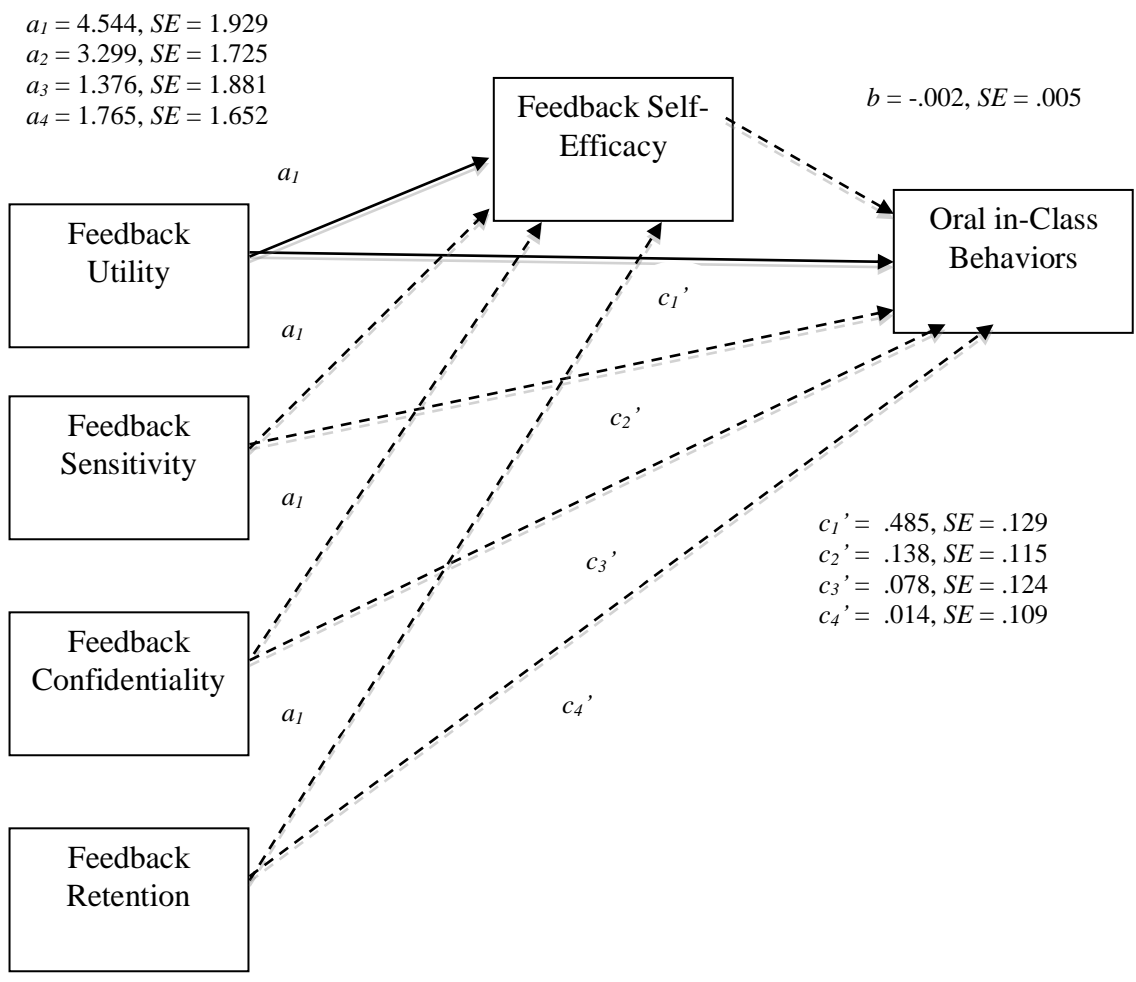 a1 = 4.544, SE = 1.929
a2 = 3.299, SE = 1.725
a3 = 1.376, SE = 1.881
a4 = 1.765, SE = 1.652
Feedback Self-
Efficacy
b = -.002, SE = .005
a1
Feedback
Utility
Oral in-Class
Behaviors
c1’
a1
Feedback
Sensitivity
c2’
a1
c1’ = .485, SE = .129
c2’ = .138, SE = .115
c3’ = .078, SE = .124
c4’ = .014, SE = .109
c3’
Feedback
Confidentiality
a1
c4’
Feedback
Retention